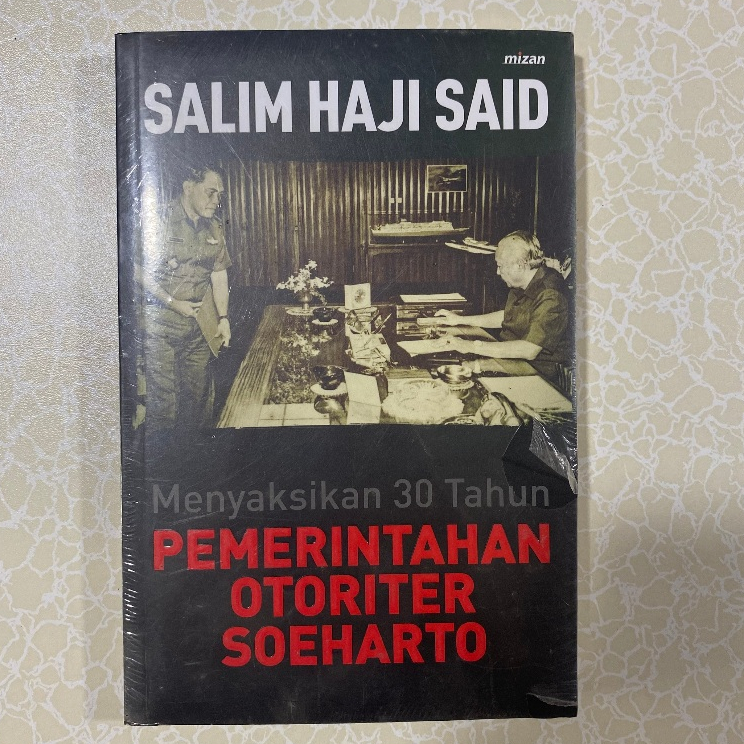 mizan
SALIM HAJI SAID
Menyaksikan 30 Tahun
PEMERINTAHAN
OTORITER
SOEHARTO